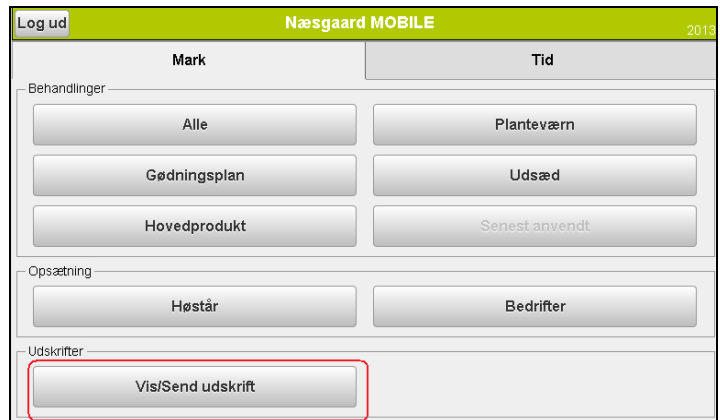 Log ud Næsgaard MOBILE 2013
Mark Tid
Behandlinger
Alle Planteværn
Gødningsplan Udsæd
Hovedprodukt Senest anvendt
Opsætning
Høstår Bedrifter
Udskrifter
Vis/Send udskrift